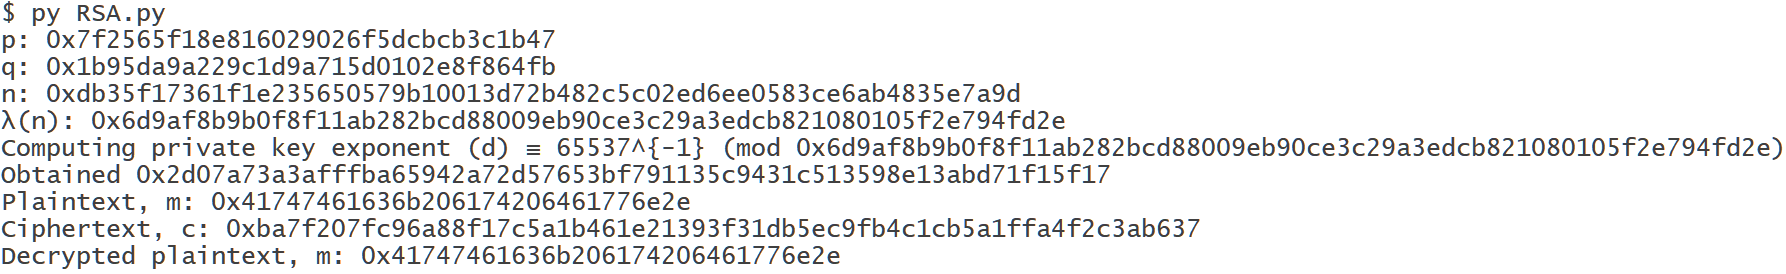 $ py RSA.py
p: 0x7f2565f18e816029026f5dcbcb3c1b47
q: 0x1b95da9a229c1d9a715d0102e8f864fb
n: 0xdb35f17361f1e235650579b10013d72b482c5c02ed6ee0583ce6ab4835e7a9d
λ(n): 0x6d9af8b9b0f8f11ab282bcd88009eb90ce3c29a3edcb821080105f2e794fd2e
Computing private key exponent (d) ≡ 65537^{-1} (mod 0x6d9af8b9b0f8f11ab282bcd88009eb90ce3c29a3edcb821080105f2e794fd2e)
Obtained 0x2d07a73a3afffba65942a72d57653bf791135c9431c513598e13abd71f15f17
Plaintext, m: 0x41747461636b206174206461776e2e
Ciphertext, c: 0xba7f207fc96a88f17c5a1b461e21393f31db5ec9fb4c1cb5a1ffa4f2c3ab637
Decrypted plaintext, m: 0x41747461636b206174206461776e2e